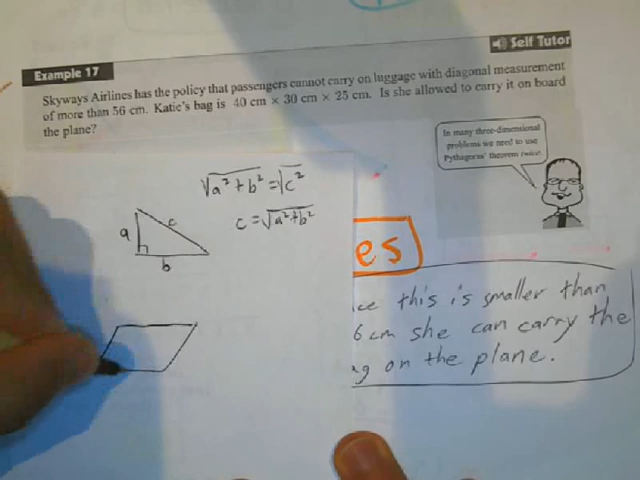 Self Tutor
Example 17
Skyways Airlines has the policy that passengers cannot carry on luggage with diagonal measurement
of more than 56 cm. Katie's bag is 40 cm × 30 cm × 25 cm. Is she allowed to carry it on board
the plane?
In many three-dimensional
problems we need to use
Pythagoras' theorem twice.
√a²+b² = √c²
c = √a²+b²
a
c
b
es
ce this is smaller than
6 cm she can carry the
ag on the plane.